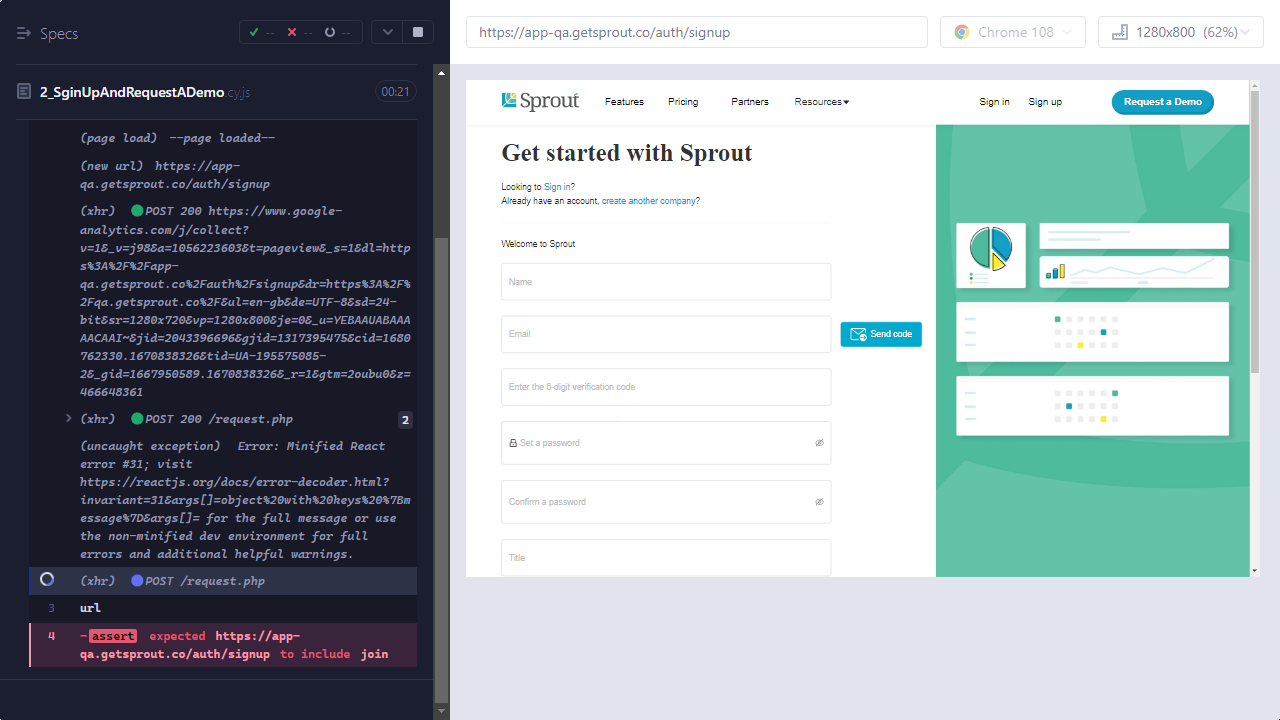 Specs
--
--
--
https://app-qa.getsprout.co/auth/signup
Chrome 108
1280x800 (62%)
2_SginUpAndRequestADemo.cy.js
00:21
(page load) --page loaded--
(new url) https://app-
qa.getsprout.co/auth/signup
(xhr) POST 200 https://www.google-
analytics.com/j/collect?
v=1&_v=j98&a=1056223603&t=pageview&_s=1&dl=http
s%3A%2F%2Fapp-
qa.getsprout.co%2Fauth%2Fsignup&dr=https%3A%2F%
2Fqa.getsprout.co%2F&ul=en-gb&de=UTF-8&sd=24-
bit&sr=1280x720&vp=1280x800&je=0&_u=YEBAAUABAAA
AACAAI~&jid=2043396696&gjid=1317395475&cid=1680
762330.1670838326&tid=UA-195575085-
2&_gid=1667950589.1670838326&_r=1&gtm=2oubu0&z=
466648361
(xhr) POST 200 /request.php
2
(uncaught exception) Error: Minified React
error #31; visit
https://reactjs.org/docs/error-decoder.html?
invariant=31&args[]=object%20with%20keys%20%7Bm
essage%7D&args[]= for the full message or use
the non-minified dev environment for full
errors and additional helpful warnings.
(xhr) POST /request.php
3 url
4 -assert expected https://app-
qa.getsprout.co/auth/signup to include join
Sprout
Features
Pricing
Partners
Resources
Sign in
Sign up
Request a Demo
Get started with Sprout
Looking to Sign in?
Already have an account, create another company?
Welcome to Sprout
Name
Email
Send code
Enter the 6-digit verification code
Set a password
Confirm a password
Title